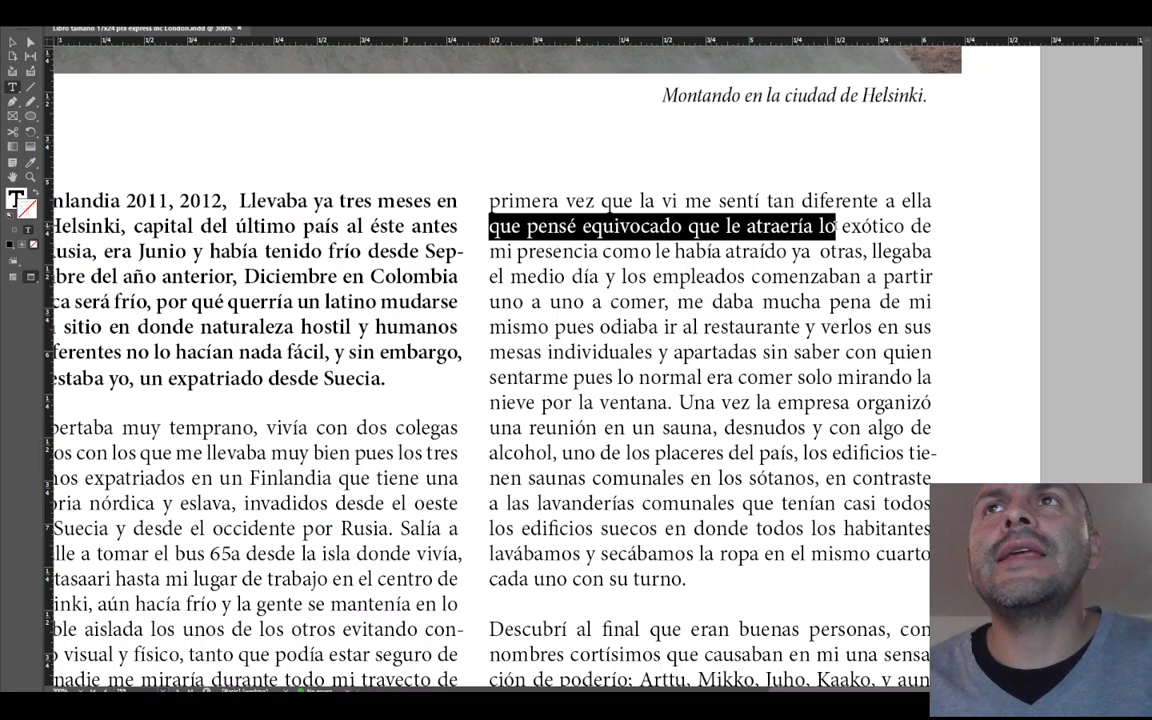 Libro tamano 17x24 pra express inc London.indd @ 300%
Montando en la ciudad de Helsinki.
nlandia 2011, 2012, Llevaba ya tres meses en
Helsinki, capital del último país al éste antes
usia, era Junio y había tenido frío desde Sep-
bre del año anterior, Diciembre en Colombia
ca será frío, por qué querría un latino mudarse
sitio en donde naturaleza hostil y humanos
ferentes no lo hacían nada fácil, y sin embargo,
estaba yo, un expatriado desde Suecia.
pertaba muy temprano, vivía con dos colegas
os con los que me llevaba muy bien pues los tres
mos expatriados en un Finlandia que tiene una
oria nórdica y eslava, invadidos desde el oeste
Suecia y desde el occidente por Rusia. Salía a
lle a tomar el bus 65a desde la isla donde vivía,
tasaari hasta mi lugar de trabajo en el centro de
inki, aún hacía frío y la gente se mantenía en lo
ble aislada los unos de los otros evitando con-
o visual y físico, tanto que podía estar seguro de
nadie me miraría durante todo mi trayecto de
primera vez que la vi me sentí tan diferente a ella
que pensé equivocado que le atraería lo exótico de
mi presencia como le había atraído ya otras, llegaba
el medio día y los empleados comenzaban a partir
uno a uno a comer, me daba mucha pena de mi
mismo pues odiaba ir al restaurante y verlos en sus
mesas individuales y apartadas sin saber con quien
sentarme pues lo normal era comer solo mirando la
nieve por la ventana. Una vez la empresa organizó
una reunión en un sauna, desnudos y con algo de
alcohol, uno de los placeres del país, los edificios tie-
nen saunas comunales en los sótanos, en contraste
a las lavanderías comunales que tenían casi todos
los edificios suecos en donde todos los habitantes
lavábamos y secábamos la ropa en el mismo cuarto
cada uno con su turno.
Descubrí al final que eran buenas personas, con
nombres cortísimos que causaban en mi una sensa
ción de poderío; Arttu, Mikko, Juho, Kaako, y aun